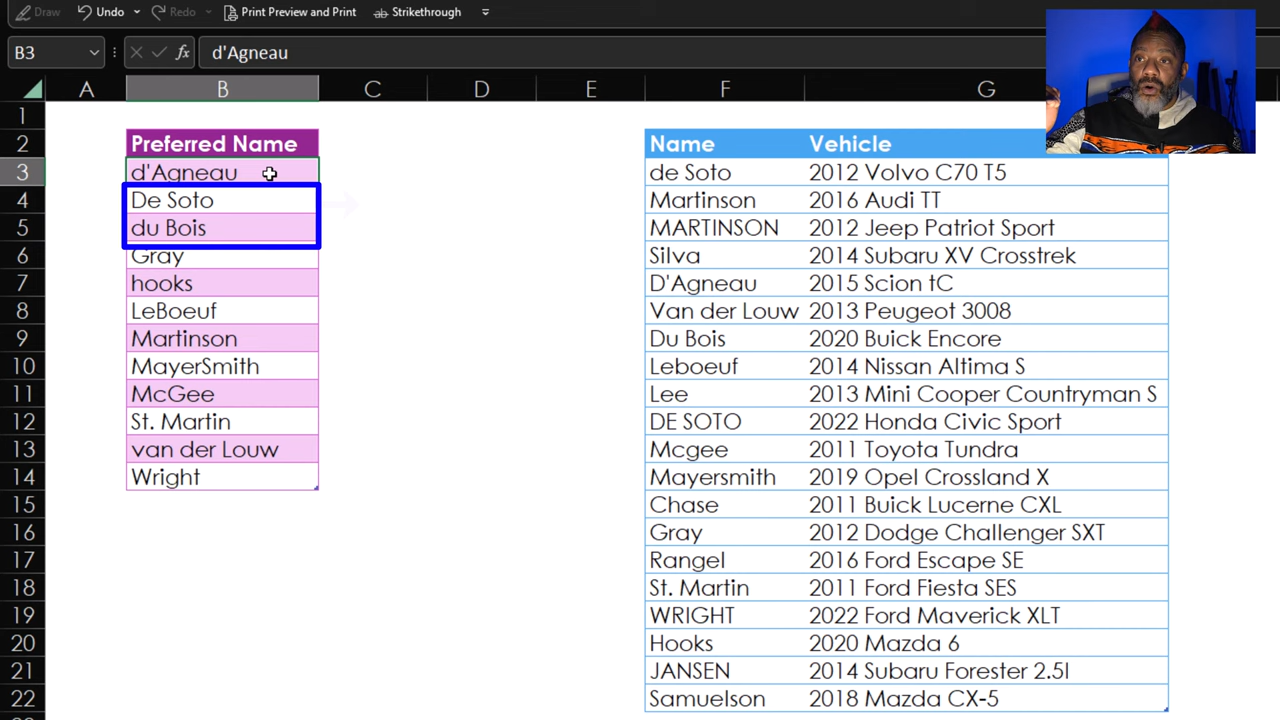 Draw Undo Redo Print Preview and Print ab Strikethrough
B3 fx d'Agneau
A B C D E F G
1
2 Preferred Name Name Vehicle
3 d'Agneau de Soto 2012 Volvo C70 T5
4 De Soto Martinson 2016 Audi TT
5 du Bois MARTINSON 2012 Jeep Patriot Sport
6 Gray Silva 2014 Subaru XV Crosstrek
7 hooks D'Agneau 2015 Scion tC
8 LeBoeuf Van der Louw 2013 Peugeot 3008
9 Martinson Du Bois 2020 Buick Encore
10 MayerSmith Leboeuf 2014 Nissan Altima S
11 McGee Lee 2013 Mini Cooper Countryman S
12 St. Martin DE SOTO 2022 Honda Civic Sport
13 van der Louw Mcgee 2011 Toyota Tundra
14 Wright Mayersmith 2019 Opel Crossland X
15 Chase 2011 Buick Lucerne CXL
16 Gray 2012 Dodge Challenger SXT
17 Rangel 2016 Ford Escape SE
18 St. Martin 2011 Ford Fiesta SES
19 WRIGHT 2022 Ford Maverick XLT
20 Hooks 2020 Mazda 6
21 JANSEN 2014 Subaru Forester 2.5I
22 Samuelson 2018 Mazda CX-5